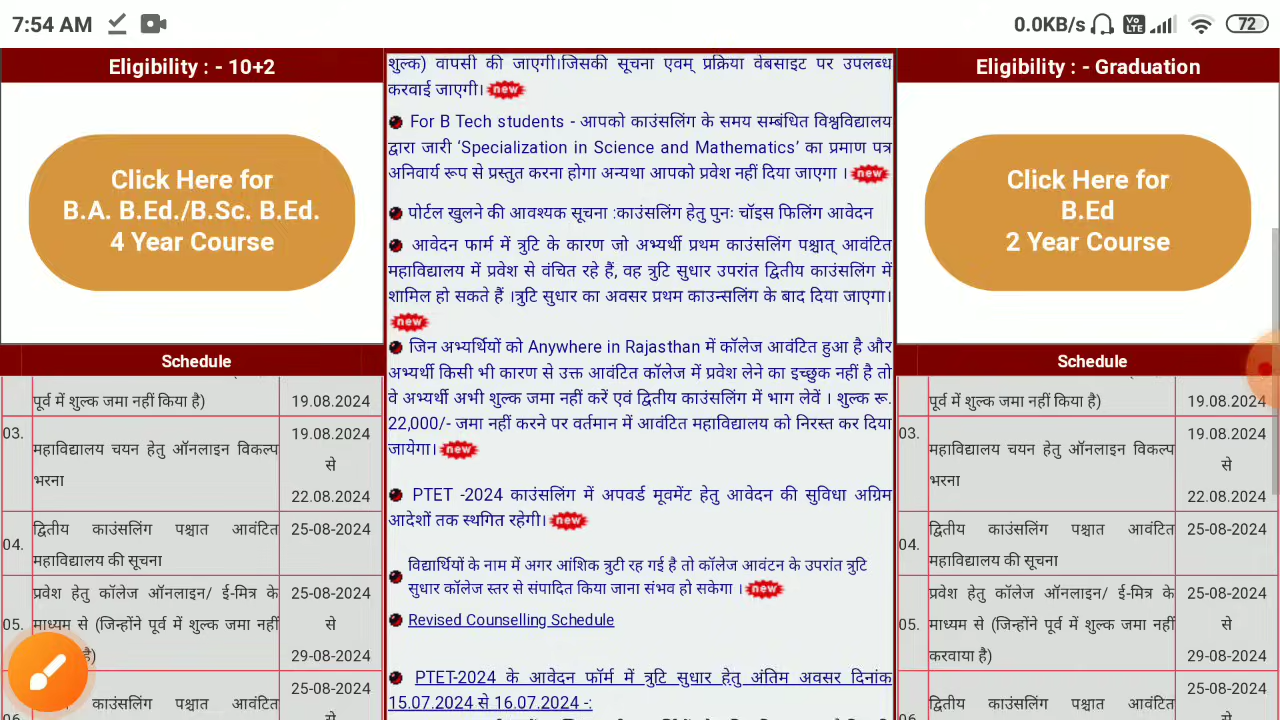 7:54 AM
0.0KB/s
Vo LTE
72
Eligibility : - 10+2
Click Here for
B.A. B.Ed./B.Sc. B.Ed.
4 Year Course
Schedule
पूर्व में शुल्क जमा नहीं किया है)
19.08.2024
03.
महाविद्यालय चयन हेतु ऑनलाइन विकल्प
भरना
19.08.2024
से
22.08.2024
04.
द्वितीय काउंसलिंग पश्चात आवंटित
महाविद्यालय की सूचना
25-08-2024
05.
प्रवेश हेतु कॉलेज ऑनलाइन/ ई-मित्र के
माध्यम से (जिन्होंने पूर्व में शुल्क जमा नहीं
है)
25-08-2024
से
29-08-2024
काउंसलिंग पश्चात आवंटित
25-08-2024
शुल्क) वापसी की जाएगी।जिसकी सूचना एवम् प्रक्रिया वेबसाइट पर उपलब्ध
करवाई जाएगी। new
For B Tech students - आपको काउंसलिंग के समय सम्बंधित विश्वविद्यालय
द्वारा जारी ‘Specialization in Science and Mathematics’ का प्रमाण पत्र
अनिवार्य रूप से प्रस्तुत करना होगा अन्यथा आपको प्रवेश नहीं दिया जाएगा । new
पोर्टल खुलने की आवश्यक सूचना :काउंसलिंग हेतु पुनः चॉइस फिलिंग आवेदन
आवेदन फार्म में त्रुटि के कारण जो अभ्यर्थी प्रथम काउंसलिंग पश्चात् आवंटित
महाविद्यालय में प्रवेश से वंचित रहे हैं, वह त्रुटि सुधार उपरांत द्वितीय काउंसलिंग में
शामिल हो सकते हैं ।त्रुटि सुधार का अवसर प्रथम काउन्सलिंग के बाद दिया जाएगा।
new
जिन अभ्यर्थियों को Anywhere in Rajasthan में कॉलेज आवंटित हुआ है और
अभ्यर्थी किसी भी कारण से उक्त आवंटित कॉलेज में प्रवेश लेने का इच्छुक नहीं है तो
वे अभ्यर्थी अभी शुल्क जमा नहीं करें एवं द्वितीय काउंसलिंग में भाग लेवें । शुल्क रू.
22,000/- जमा नहीं करने पर वर्तमान में आवंटित महाविद्यालय को निरस्त कर दिया
जायेगा। new
PTET -2024 काउंसलिंग में अपवर्ड मूवमेंट हेतु आवेदन की सुविधा अग्रिम
आदेशों तक स्थगित रहेगी। new
विद्यार्थियों के नाम में अगर आंशिक त्रुटी रह गई है तो कॉलेज आवंटन के उपरांत त्रुटि
सुधार कॉलेज स्तर से संपादित किया जाना संभव हो सकेगा । new
Revised Counselling Schedule
PTET-2024 के आवेदन फॉर्म में त्रुटि सुधार हेतु अंतिम अवसर दिनांक
15.07.2024 से 16.07.2024 -:
Eligibility : - Graduation
Click Here for
B.Ed
2 Year Course
Schedule
पूर्व में शुल्क जमा नहीं किया है)
19.08.2024
03.
महाविद्यालय चयन हेतु ऑनलाइन विकल्प
भरना
19.08.2024
से
22.08.2024
04.
द्वितीय काउंसलिंग पश्चात आवंटित
महाविद्यालय की सूचना
25-08-2024
05.
प्रवेश हेतु कॉलेज ऑनलाइन/ ई-मित्र के
माध्यम से (जिन्होंने पूर्व में शुल्क जमा नहीं
करवाया है)
25-08-2024
से
29-08-2024
द्वितीय काउंसलिंग पश्चात आवंटित
25-08-2024